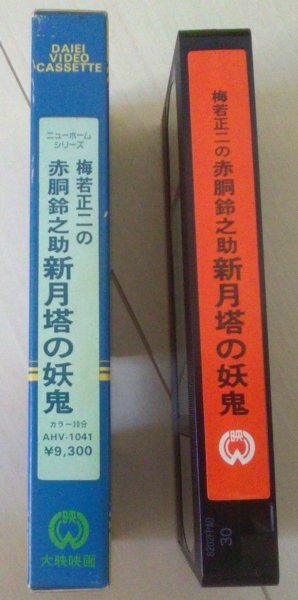 DAIEI
VIDEO
CASSETTE
ニューホーム
シリーズ
梅若正二の
赤胴鈴之助
新月塔の妖鬼
カラー30分
AHV-1041
¥9,300
映
大映映画
梅若正二の
赤胴鈴之助
新月塔の妖鬼
映
30